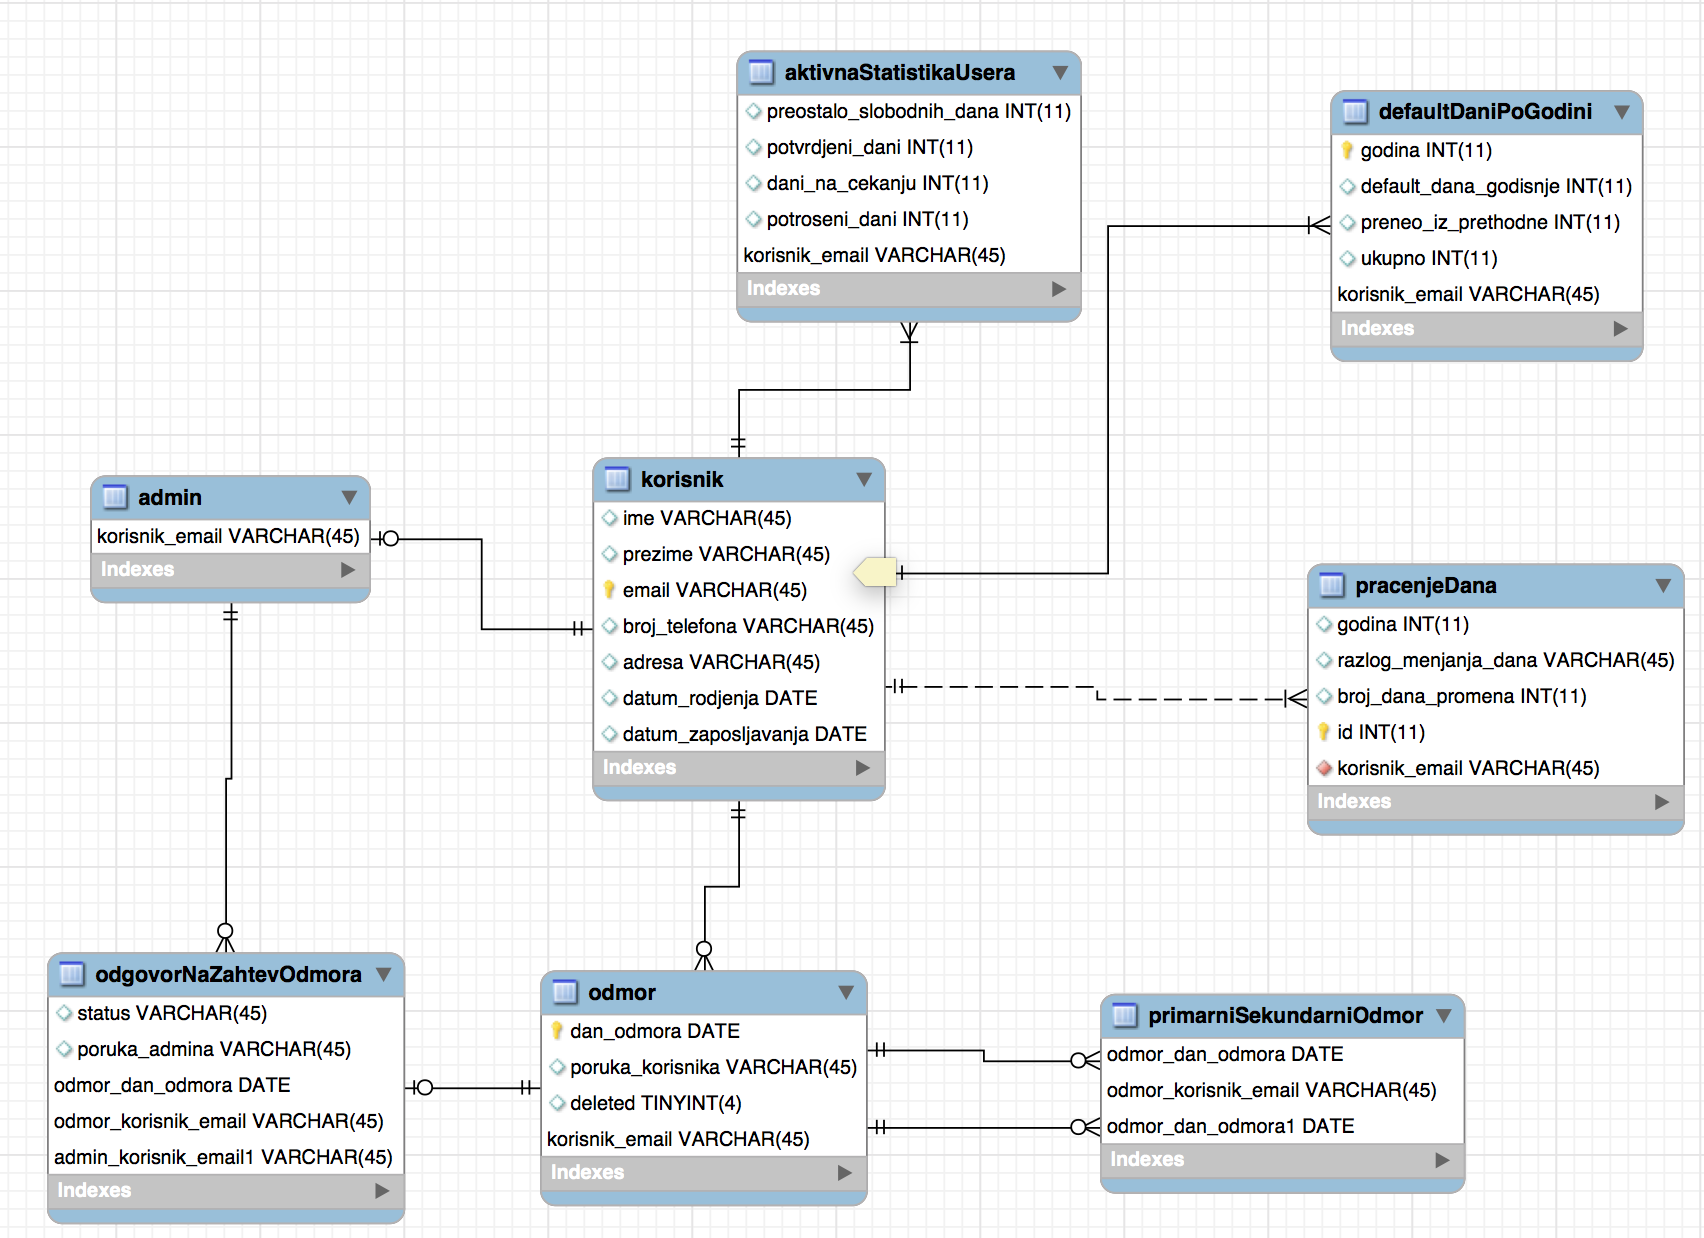 aktivnaStatistikaUsera
preostalo_slobodnih_dana INT(11)
potvrdjeni_dani INT(11)
dani_na_cekanju INT(11)
potroseni_dani INT(11)
korisnik_email VARCHAR(45)
Indexes
defaultDaniPoGodini
godina INT(11)
default_dana_godisnje INT(11)
preneo_iz_prethodne INT(11)
ukupno INT(11)
korisnik_email VARCHAR(45)
Indexes
admin
korisnik_email VARCHAR(45)
Indexes
korisnik
ime VARCHAR(45)
prezime VARCHAR(45)
email VARCHAR(45)
broj_telefona VARCHAR(45)
adresa VARCHAR(45)
datum_rodjenja DATE
datum_zaposljavanja DATE
Indexes
pracenjeDana
godina INT(11)
razlog_menjanja_dana VARCHAR(45)
broj_dana_promena INT(11)
id INT(11)
korisnik_email VARCHAR(45)
Indexes
odgovorNaZahtevOdmora
status VARCHAR(45)
poruka_admina VARCHAR(45)
odmor_dan_odmora DATE
odmor_korisnik_email VARCHAR(45)
admin_korisnik_email1 VARCHAR(45)
Indexes
odmor
dan_odmora DATE
poruka_korisnika VARCHAR(45)
deleted TINYINT(4)
korisnik_email VARCHAR(45)
Indexes
primarniSekundarniOdmor
odmor_dan_odmora DATE
odmor_korisnik_email VARCHAR(45)
odmor_dan_odmora1 DATE
Indexes